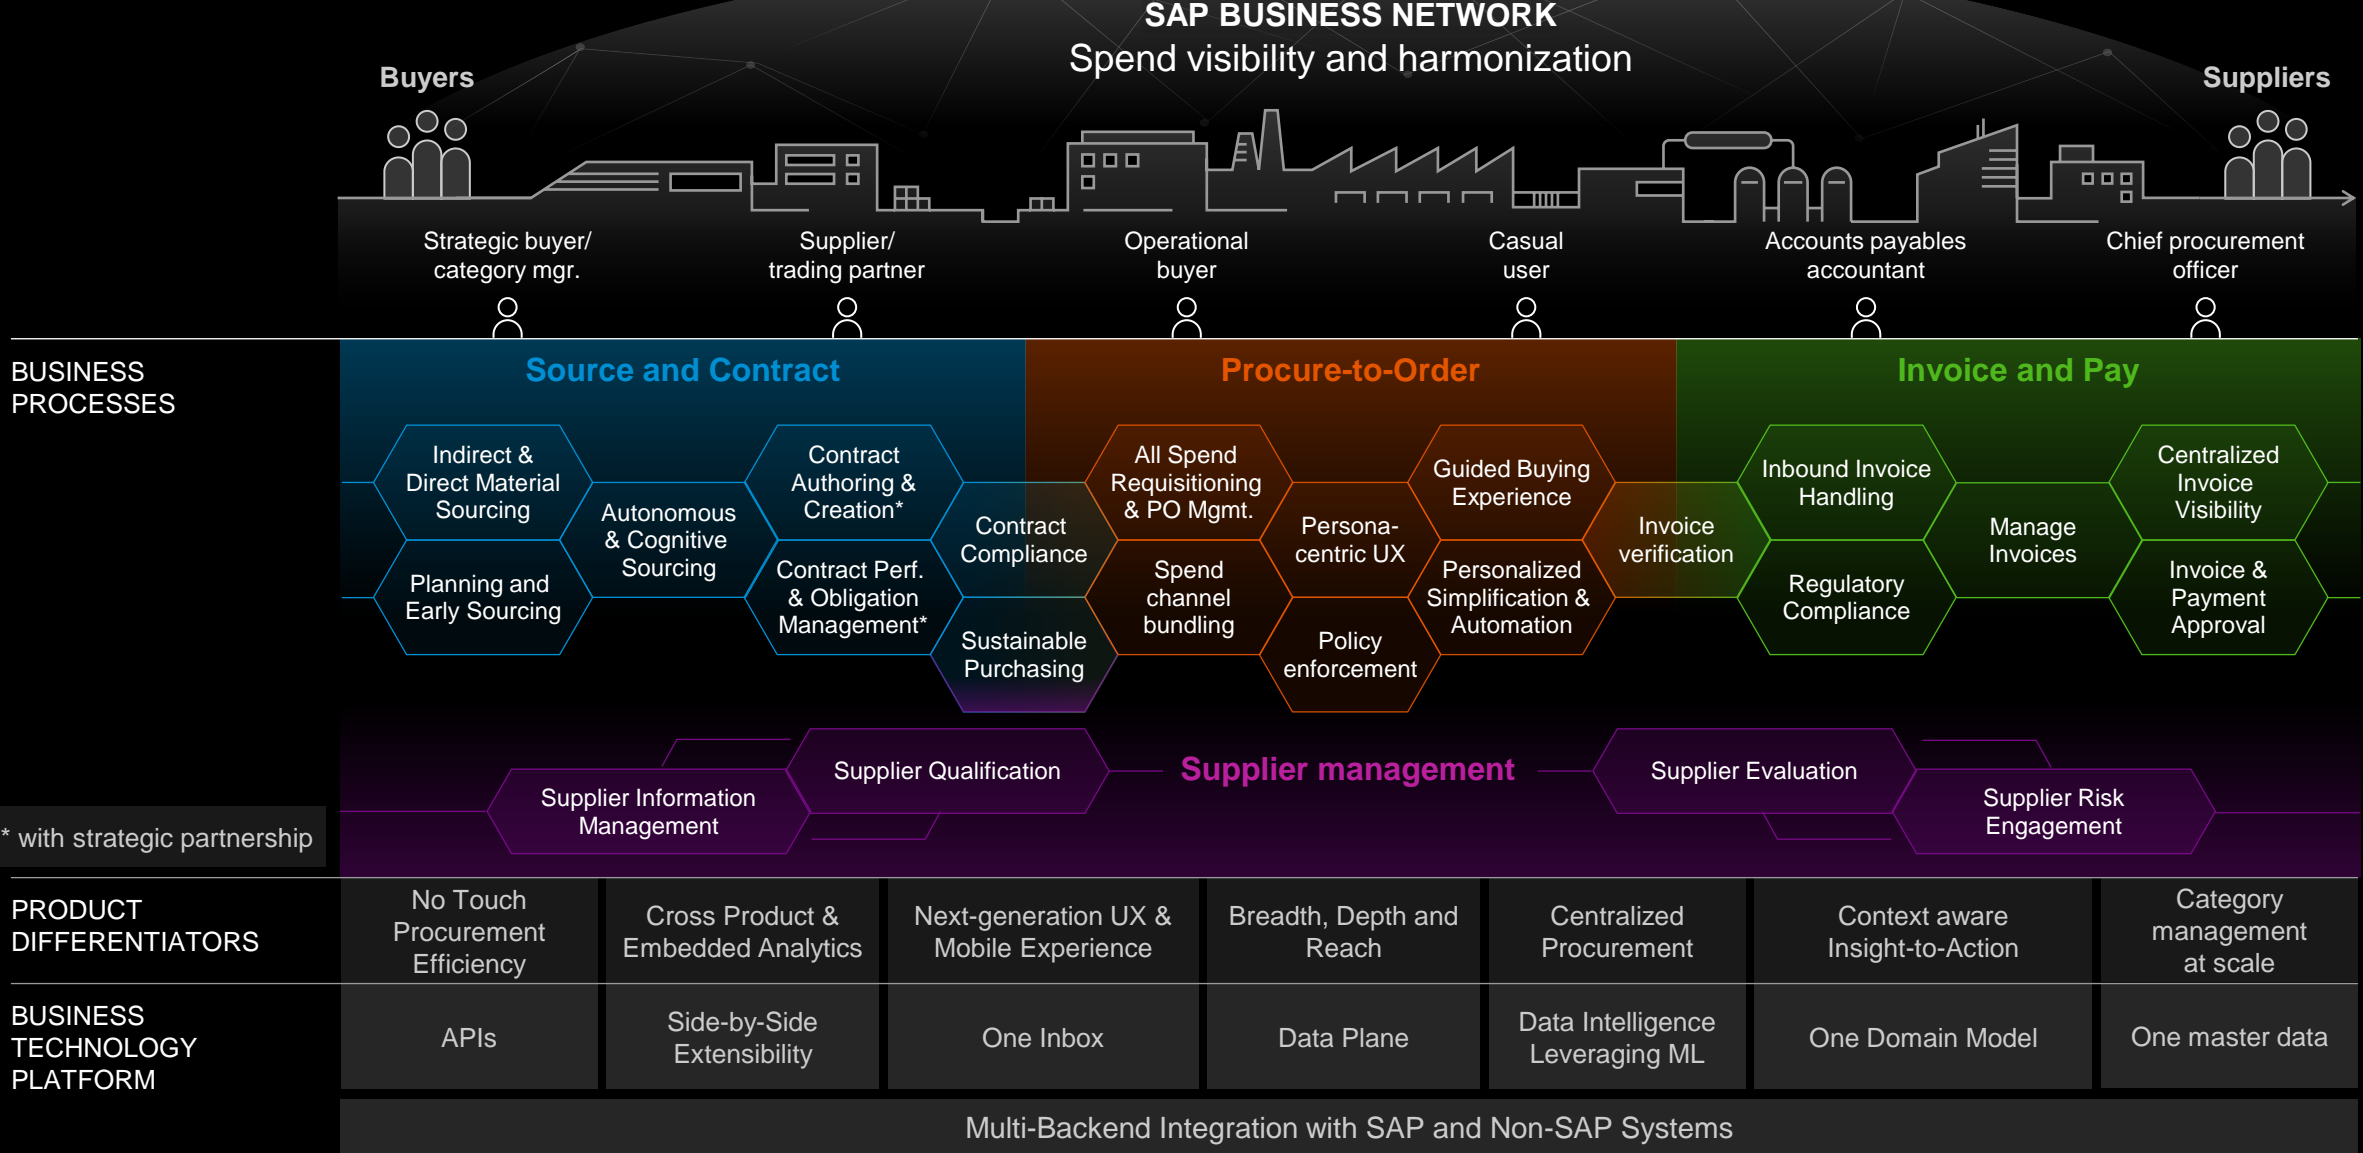 SAP BUSINESS NETWORK
Spend visibility and harmonization
Buyers
Suppliers
Strategic buyer/
category mgr.
Supplier/
trading partner
Operational
buyer
Casual
user
Accounts payables
accountant
Chief procurement
officer
BUSINESS
PROCESSES
Source and Contract
Procure-to-Order
Invoice and Pay
Indirect &
Direct Material
Sourcing
Planning and
Early Sourcing
Autonomous
& Cognitive
Sourcing
Contract
Authoring &
Creation*
Contract Perf.
& Obligation
Management*
Contract
Compliance
Sustainable
Purchasing
All Spend
Requisitioning
& PO Mgmt.
Spend
channel
bundling
Persona-
centric UX
Policy
enforcement
Guided Buying
Experience
Personalized
Simplification &
Automation
Invoice
verification
Inbound Invoice
Handling
Regulatory
Compliance
Manage
Invoices
Centralized
Invoice
Visibility
Invoice &
Payment
Approval
Supplier Information
Management
Supplier Qualification
Supplier management
Supplier Evaluation
Supplier Risk
Engagement
* with strategic partnership
PRODUCT
DIFFERENTIATORS
No Touch
Procurement
Efficiency
Cross Product &
Embedded Analytics
Next-generation UX &
Mobile Experience
Breadth, Depth and
Reach
Centralized
Procurement
Context aware
Insight-to-Action
Category
management
at scale
BUSINESS
TECHNOLOGY
PLATFORM
APIs
Side-by-Side
Extensibility
One Inbox
Data Plane
Data Intelligence
Leveraging ML
One Domain Model
One master data
Multi-Backend Integration with SAP and Non-SAP Systems